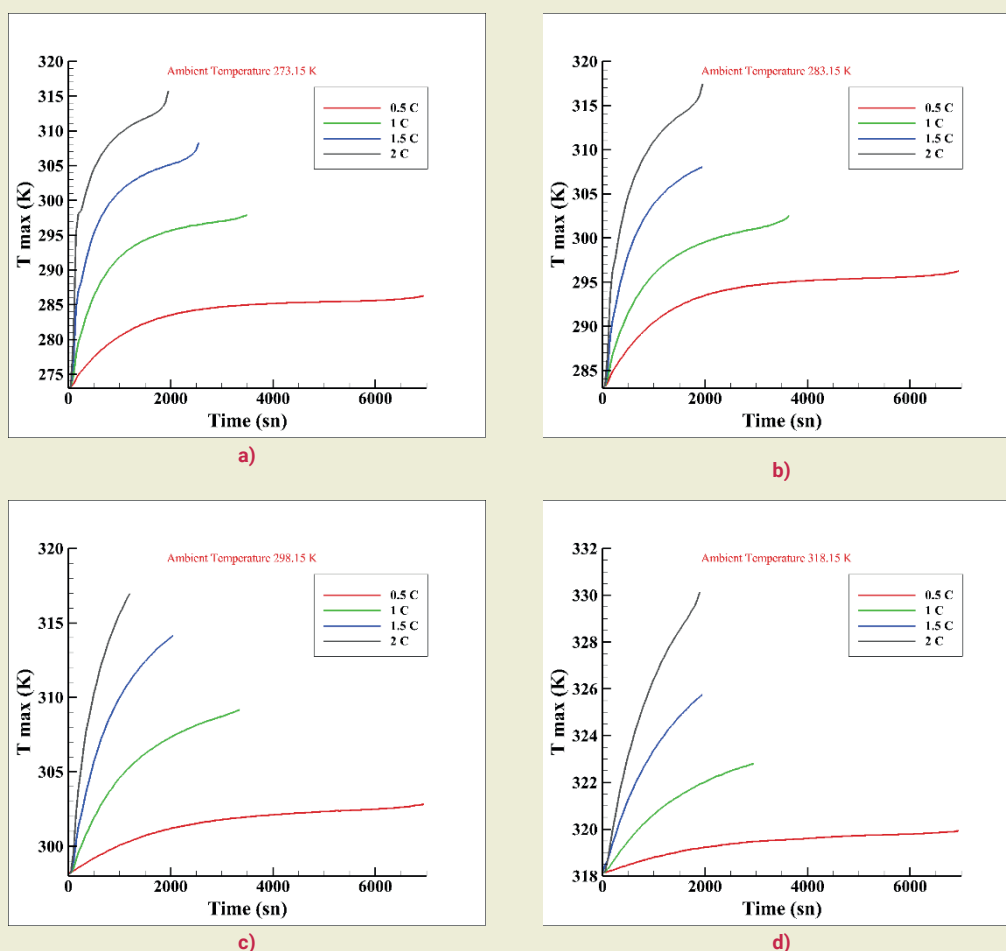 Ambient Temperature 273.15 K
320
315
310
305
300
295
290
285
280
275
T max (K)
0.5 C
1 C
1.5 C
2 C
0 2000 4000 6000
Time (sn)
a)
Ambient Temperature 283.15 K
320
315
310
305
300
295
290
285
T max (K)
0.5 C
1 C
1.5 C
2 C
0 2000 4000 6000
Time (sn)
b)
Ambient Temperature 298.15 K
320
315
310
305
300
T max (K)
0.5 C
1 C
1.5 C
2 C
0 2000 4000 6000
Time (sn)
c)
Ambient Temperature 318.15 K
332
330
328
326
324
322
320
318
T max (K)
0.5 C
1 C
1.5 C
2 C
0 2000 4000 6000
Time (sn)
d)